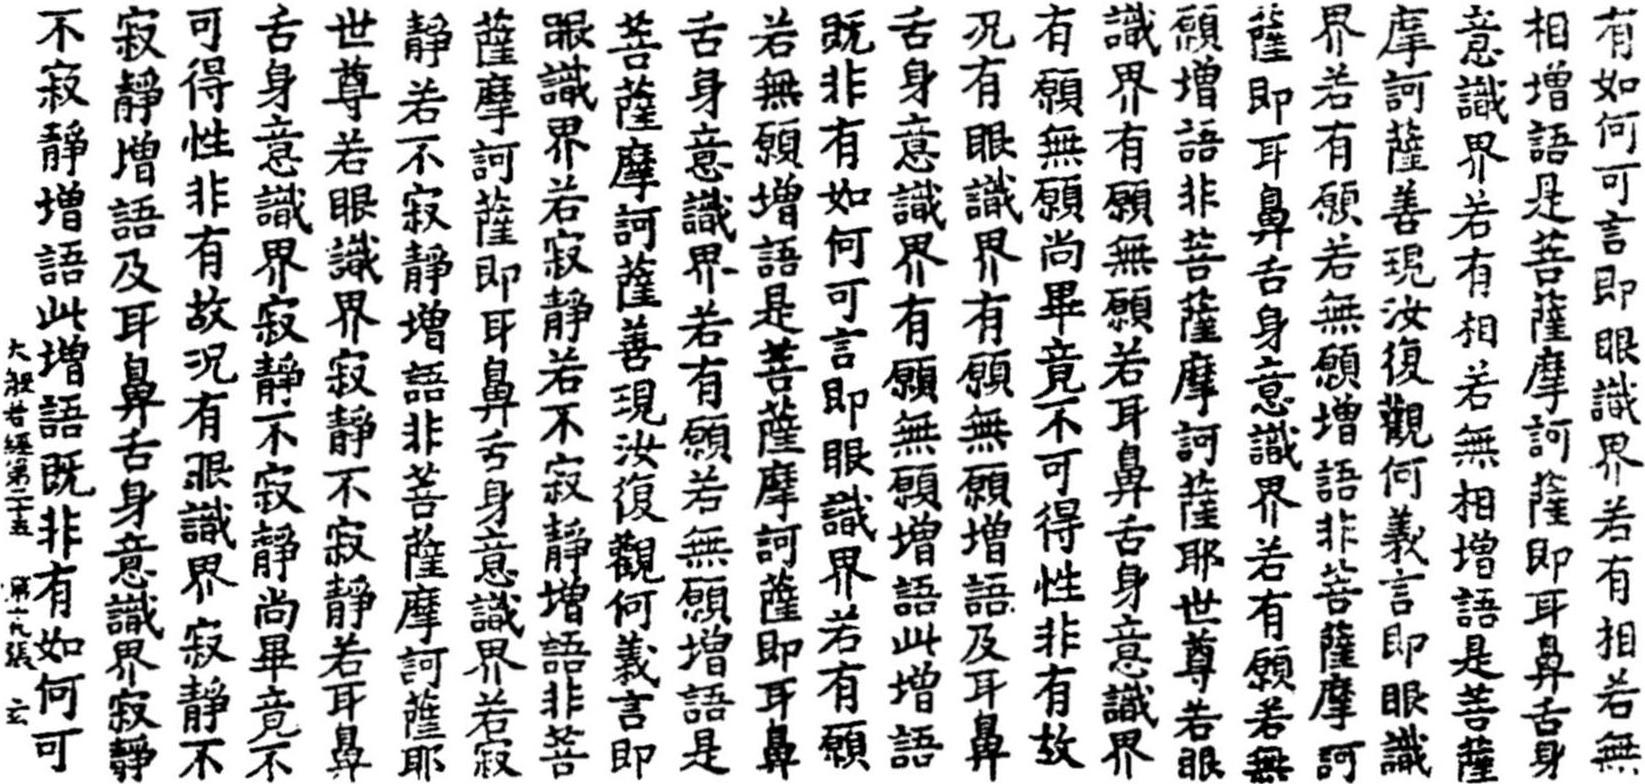 有如何可言即眼識界若有相若無
相增語是菩薩摩訶薩即耳鼻舌身
意識界若有相若無相增語是菩薩
摩訶薩善現汝復觀何義言即眼識
界若有願若無願增語非菩薩摩訶
薩即耳鼻舌身意識界若有願若無
願增語非菩薩摩訶薩耶世尊若眼
識界有願無願若耳鼻舌身意識界
有願無願尚畢竟不可得性非有故
況有眼識界有願無願增語及耳鼻
舌身意識界有願無願增語此增語
既非有如何可言即眼識界若有願
若無願增語是菩薩摩訶薩即耳鼻
舌身意識界若有願若無願增語是
菩薩摩訶薩善現汝復觀何義言即
眼識界若寂靜若不寂靜增語非菩
薩摩訶薩即耳鼻舌身意識界若寂
靜若不寂靜增語非菩薩摩訶薩耶
世尊若眼識界寂靜不寂靜若耳鼻
舌身意識界寂靜不寂靜尚畢竟不
可得性非有故況有眼識界寂靜不
寂靜增語及耳鼻舌身意識界寂靜
不寂靜增語此增語既非有如何可
大般若經第二十五 第六張